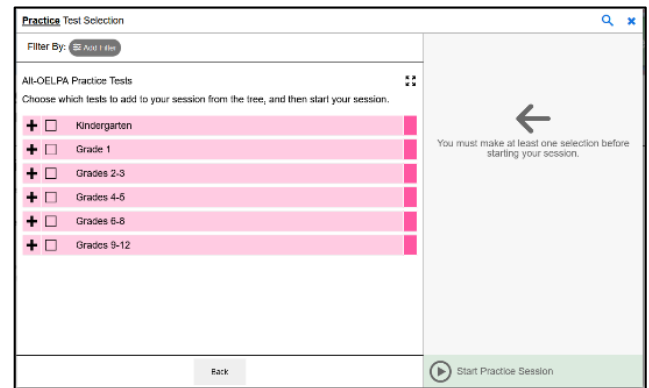 Practice Test Selection
Filter By: Add Filter
Alt-OELPA Practice Tests
Choose which tests to add to your session from the tree, and then start your session.
Kindergarten
Grade 1
Grades 2-3
Grades 4-5
Grades 6-8
Grades 9-12
You must make at least one selection before
starting your session.
Back
Start Practice Session